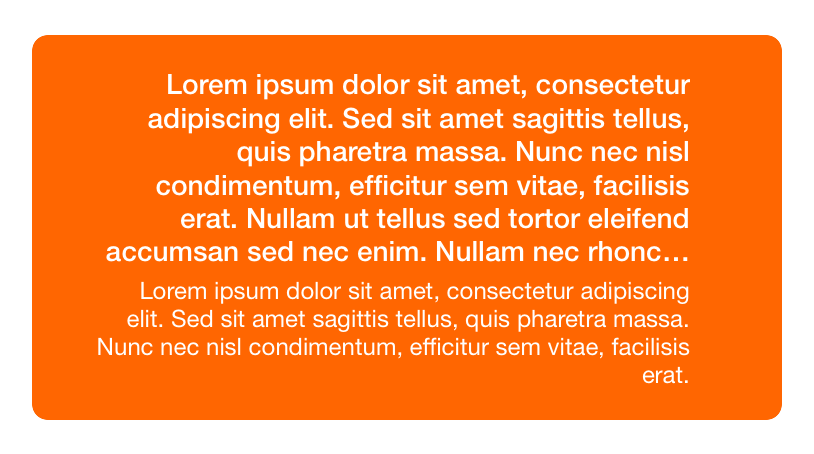 Lorem ipsum dolor sit amet, consectetur
adipiscing elit. Sed sit amet sagittis tellus,
quis pharetra massa. Nunc nec nisl
condimentum, efficitur sem vitae, facilisis
erat. Nullam ut tellus sed tortor eleifend
accumsan sed nec enim. Nullam nec rhonc…
Lorem ipsum dolor sit amet, consectetur adipiscing
elit. Sed sit amet sagittis tellus, quis pharetra massa.
Nunc nec nisl condimentum, efficitur sem vitae, facilisis
erat.